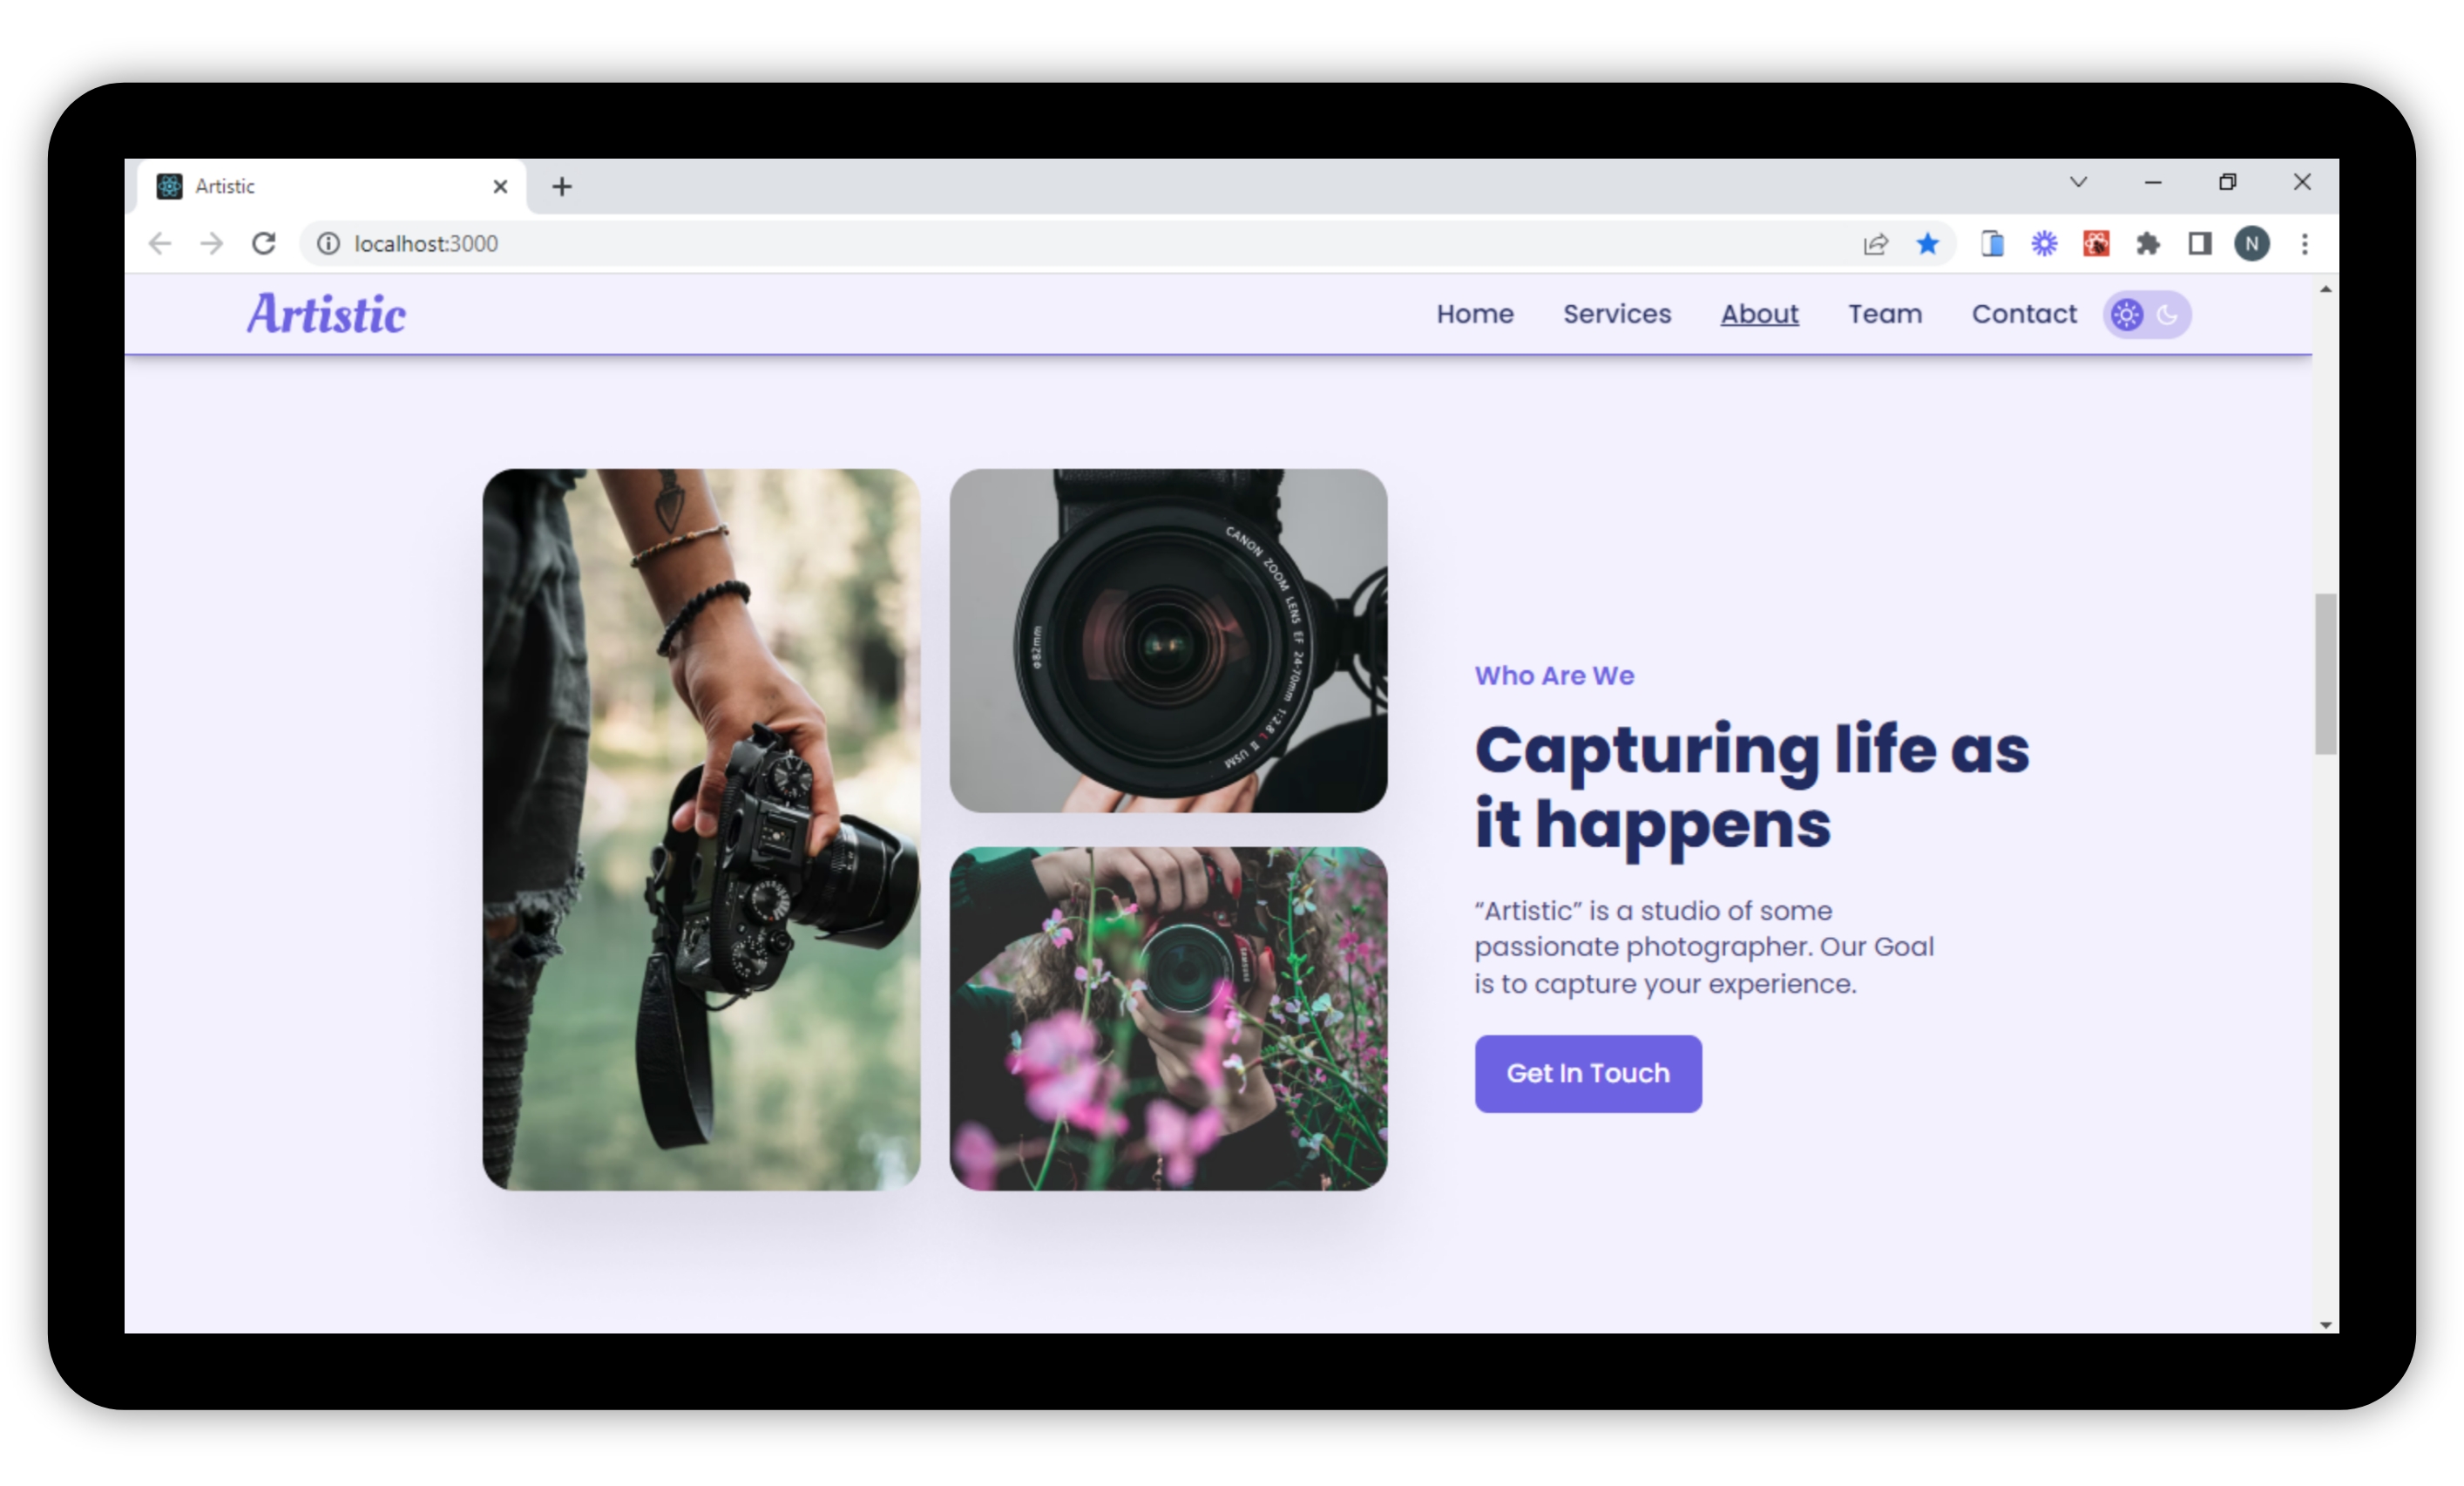 Artistic
localhost:3000
N
Artistic
Home Services About Team Contact
CANON ZOOM LENS EF 24-70mm 1:2.8 L II USM
Φ82mm
SAMSUNG
Who Are We
Capturing life as
it happens
“Artistic” is a studio of some
passionate photographer. Our Goal
is to capture your experience.
Get In Touch